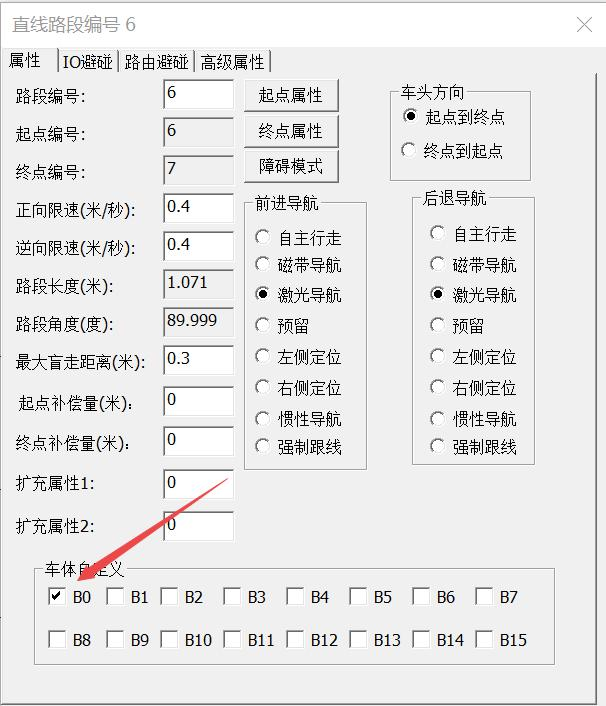 直线路段编号 6
属性 IO避碰 路由避碰 高级属性
路段编号: 6
起点编号: 6
终点编号: 7
正向限速(米/秒): 0.4
逆向限速(米/秒): 0.4
路段长度(米): 1.071
路段角度(度): 89.999
最大盲走距离(米): 0.3
起点补偿量(米): 0
终点补偿量(米): 0
扩充属性1: 0
扩充属性2: 0
起点属性
终点属性
障碍模式
车头方向
起点到终点
终点到起点
前进导航
自主行走
磁带导航
激光导航
预留
左侧定位
右侧定位
惯性导航
强制跟线
后退导航
自主行走
磁带导航
激光导航
预留
左侧定位
右侧定位
惯性导航
强制跟线
车体自定义
B0 B1 B2 B3 B4 B5 B6 B7
B8 B9 B10 B11 B12 B13 B14 B15